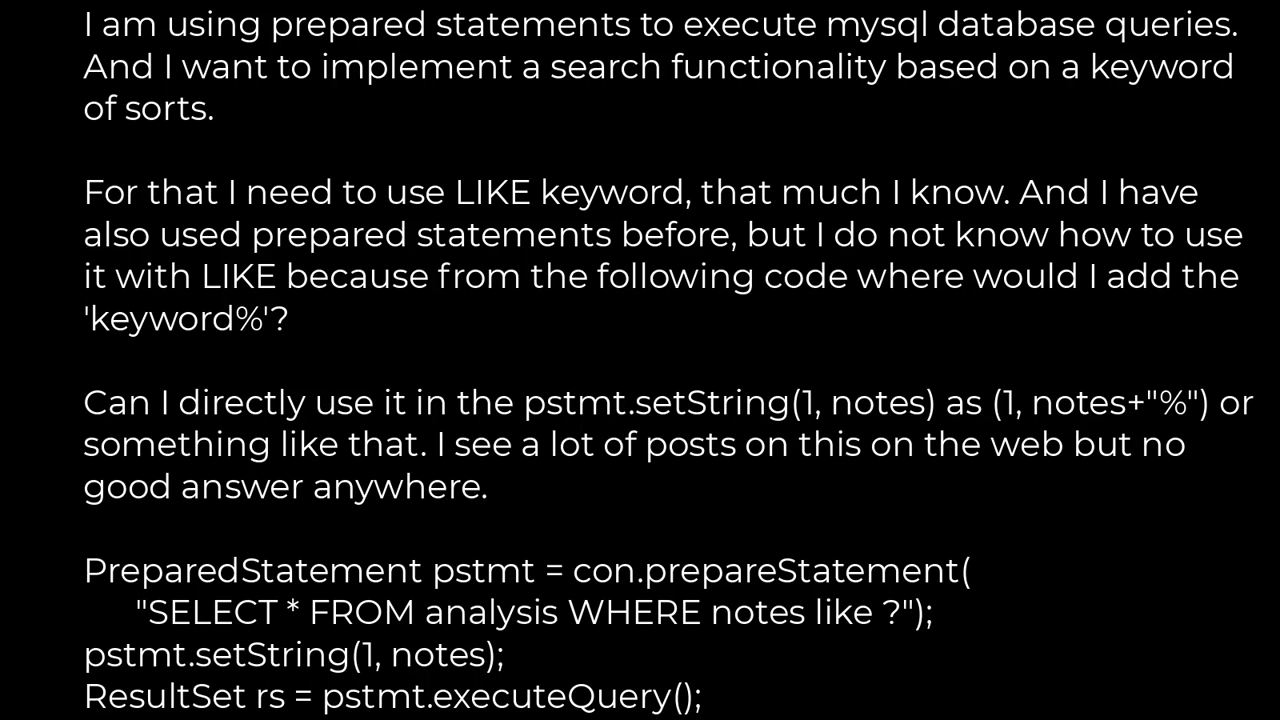 I am using prepared statements to execute mysql database queries.
And I want to implement a search functionality based on a keyword
of sorts.
For that I need to use LIKE keyword, that much I know. And I have
also used prepared statements before, but I do not know how to use
it with LIKE because from the following code where would I add the
'keyword%'?
Can I directly use it in the pstmt.setString(1, notes) as (1, notes+"%") or
something like that. I see a lot of posts on this on the web but no
good answer anywhere.
PreparedStatement pstmt = con.prepareStatement(
"SELECT * FROM analysis WHERE notes like ?");
pstmt.setString(1, notes);
ResultSet rs = pstmt.executeQuery();